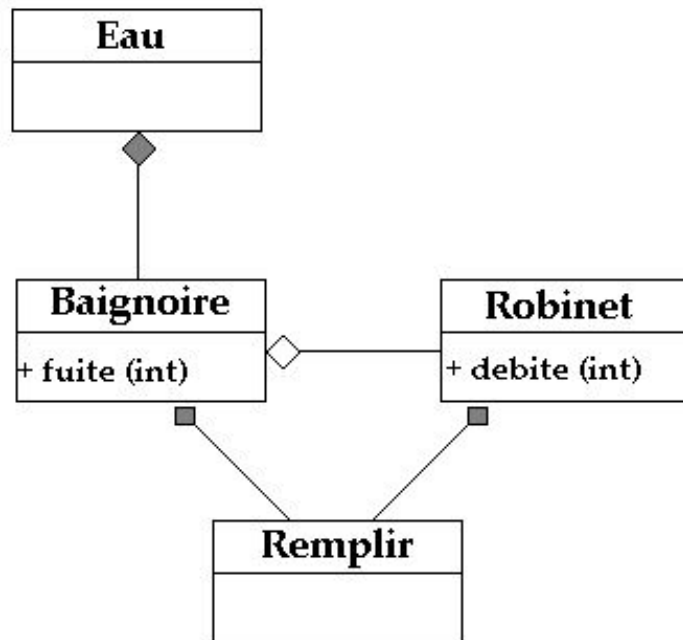 Eau
Baignoire
+ fuite (int)
Robinet
+ debite (int)
Remplir